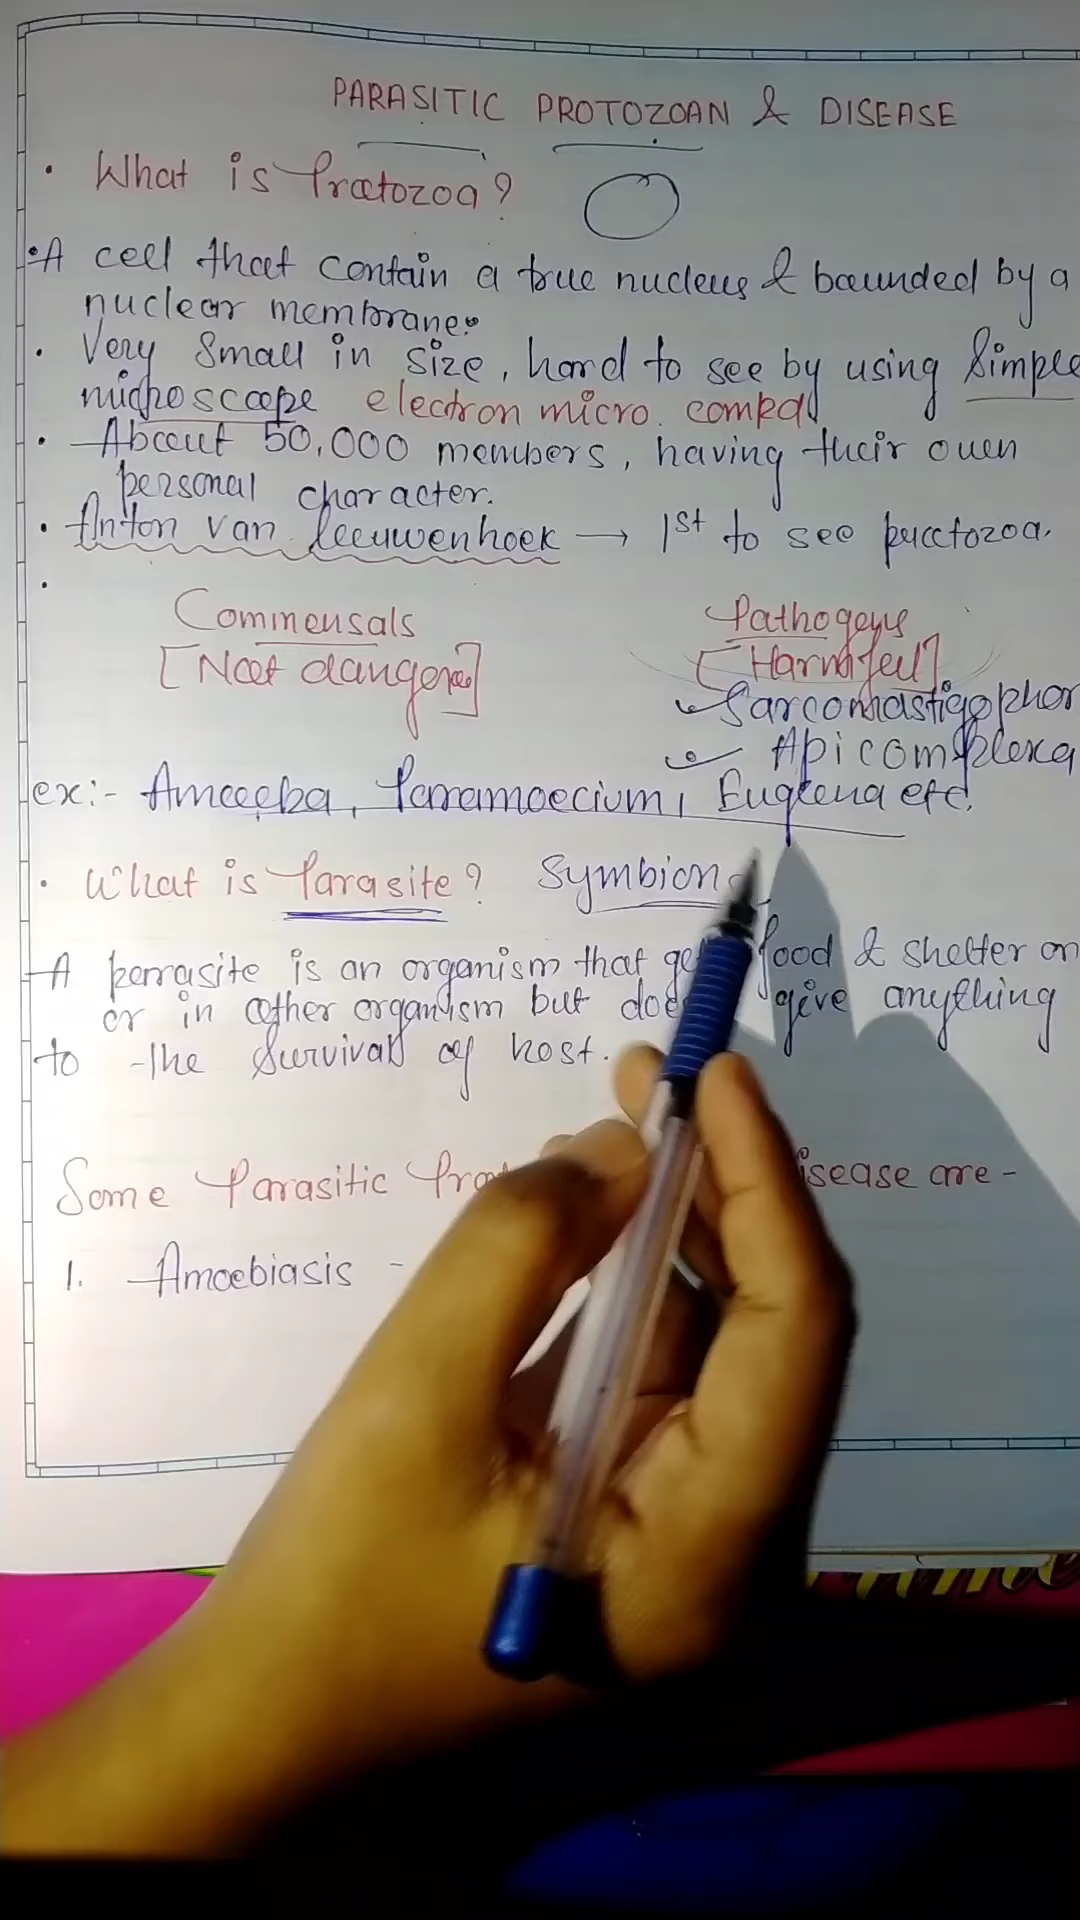 PARASITIC PROTOZOAN & DISEASE
• What is Protozoa?
• A cell that contain a true nucleus & bounded by a
nuclear membrane.
• Very Small in size, hard to see by using Simple
microscope electron micro. compd
• About 50,000 members, having their own
personal character.
• Anton van Leeuwenhoek → 1st to see protozoa.
Commensals Pathogens
[Not danger] [Harmful]
Sarcomastigophor
Apicomplexa
ex:- Amoeba, Paramoecium, Euglena etc.
• What is Parasite? Symbion
A parasite is an organism that food & shelter on
or in other organism but give anything
to the survival of host.
Some Parasitic isease are -
1. Amoebiasis -